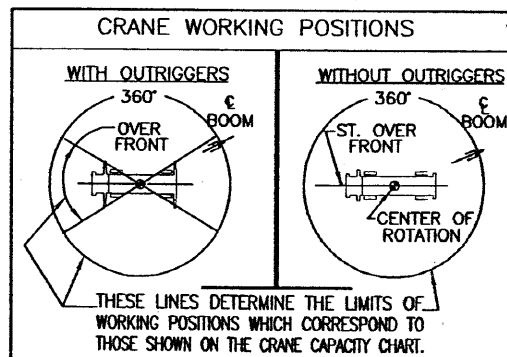 CRANE WORKING POSITIONS
WITH OUTRIGGERS
360°
℄
BOOM
OVER
FRONT
WITHOUT OUTRIGGERS
360°
℄
BOOM
ST. OVER
FRONT
CENTER OF
ROTATION
THESE LINES DETERMINE THE LIMITS OF
WORKING POSITIONS WHICH CORRESPOND TO
THOSE SHOWN ON THE CRANE CAPACITY CHART.